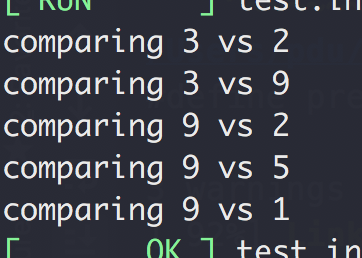 [ RUN ] test.in
comparing 3 vs 2
comparing 3 vs 9
comparing 9 vs 2
comparing 9 vs 5
comparing 9 vs 1
[ OK ] test.in